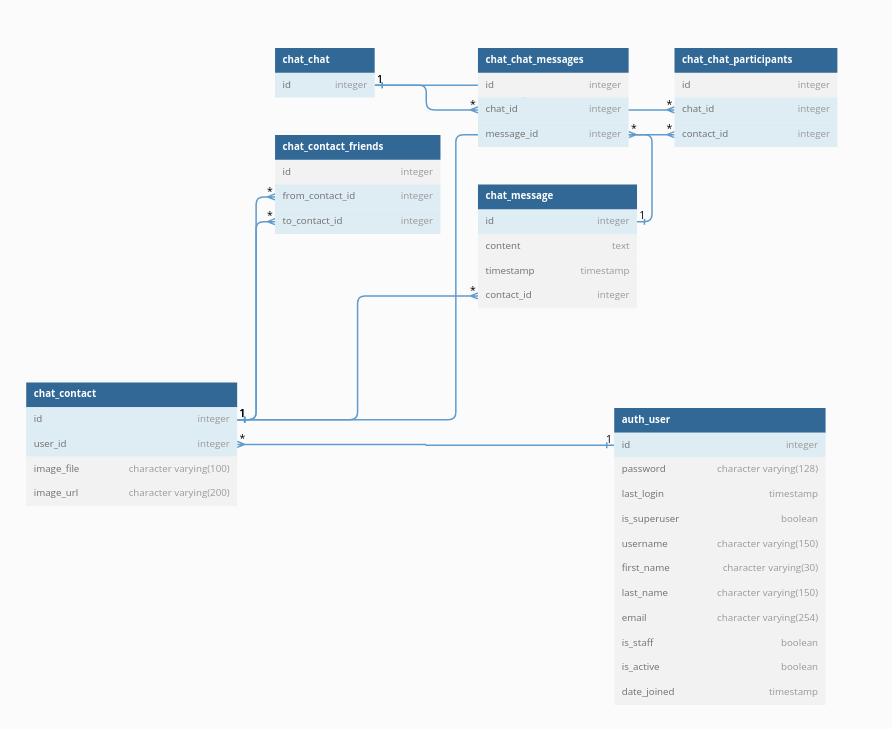 chat_chat
id integer
1
chat_chat_messages
id integer
* chat_id integer
message_id integer *
chat_chat_participants
id integer
* chat_id integer
* contact_id integer
chat_contact_friends
id integer
* from_contact_id integer
* to_contact_id integer
chat_message
id integer 1
content text
timestamp timestamp
* contact_id integer
chat_contact
id integer 1
user_id integer *
image_file character varying(100)
image_url character varying(200)
auth_user
1 id integer
password character varying(128)
last_login timestamp
is_superuser boolean
username character varying(150)
first_name character varying(30)
last_name character varying(150)
email character varying(254)
is_staff boolean
is_active boolean
date_joined timestamp